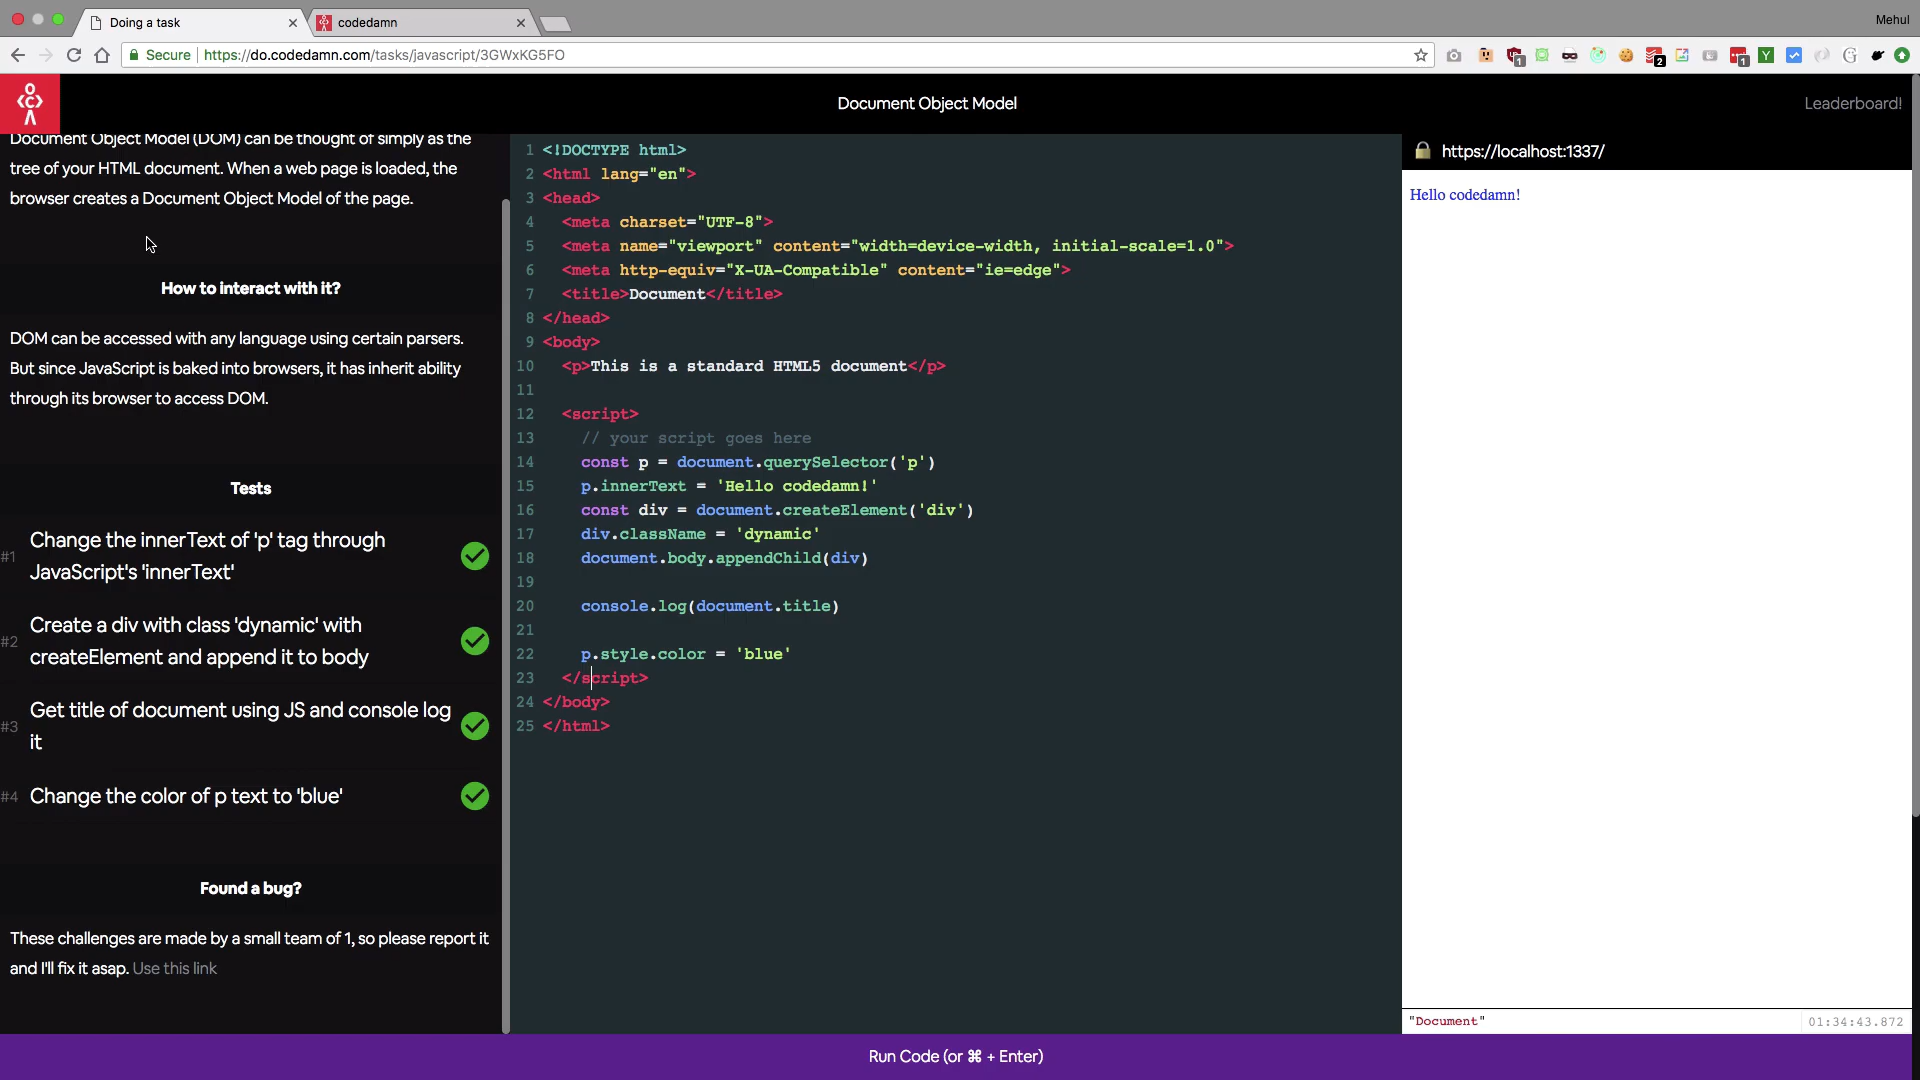 Doing a task
codedamn
Mehul
Secure
https://do.codedamn.com/tasks/javascript/3GWxKG5FO
Document Object Model
Leaderboard!
Document Object Model (DOM) can be thought of simply as the
tree of your HTML document. When a web page is loaded, the
browser creates a Document Object Model of the page.
How to interact with it?
DOM can be accessed with any language using certain parsers.
But since JavaScript is baked into browsers, it has inherit ability
through its browser to access DOM.
Tests
#1 Change the innerText of 'p' tag through
JavaScript's 'innerText'
#2 Create a div with class 'dynamic' with
createElement and append it to body
#3 Get title of document using JS and console log
it
#4 Change the color of p text to 'blue'
Found a bug?
These challenges are made by a small team of 1, so please report it
and I'll fix it asap. Use this link
1 <!DOCTYPE html>
2 <html lang="en">
3 <head>
4 <meta charset="UTF-8">
5 <meta name="viewport" content="width=device-width, initial-scale=1.0">
6 <meta http-equiv="X-UA-Compatible" content="ie=edge">
7 <title>Document</title>
8 </head>
9 <body>
10 <p>This is a standard HTML5 document</p>
11
12 <script>
13 // your script goes here
14 const p = document.querySelector('p')
15 p.innerText = 'Hello codedamn!'
16 const div = document.createElement('div')
17 div.className = 'dynamic'
18 document.body.appendChild(div)
19
20 console.log(document.title)
21
22 p.style.color = 'blue'
23 </script>
24 </body>
25 </html>
https://localhost:1337/
Hello codedamn!
"Document"
01:34:43.872
Run Code (or ⌘ + Enter)